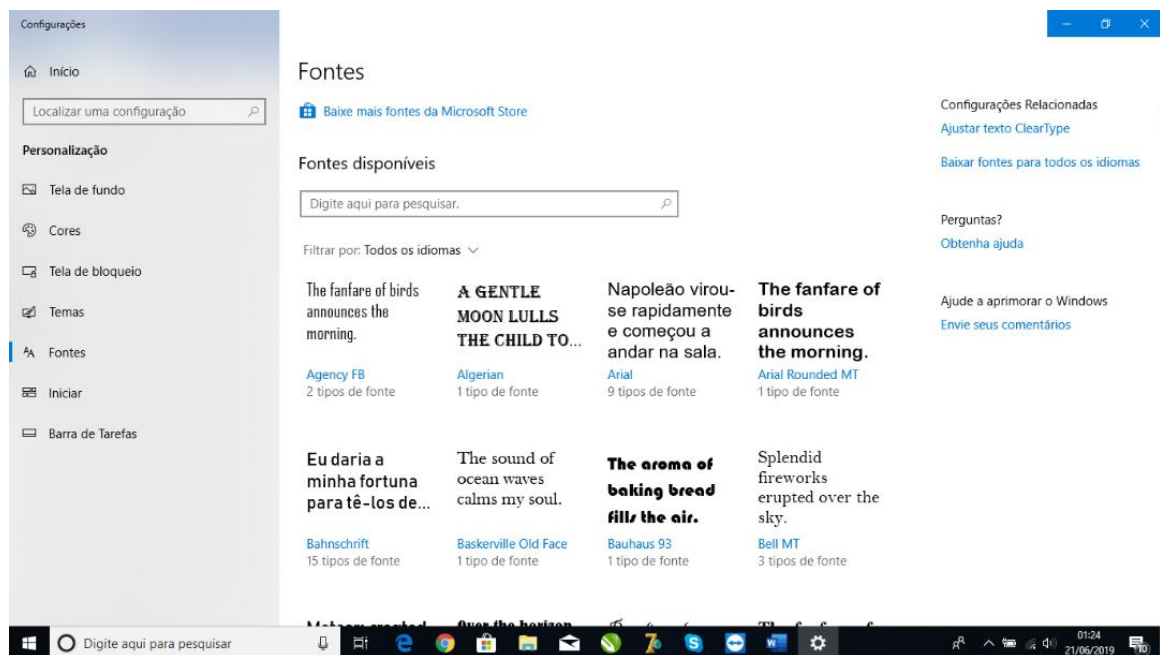 Configurações
Início
Localizar uma configuração
Personalização
Tela de fundo
Cores
Tela de bloqueio
Temas
Fontes
Iniciar
Barra de Tarefas
Fontes
Baixe mais fontes da Microsoft Store
Fontes disponíveis
Digite aqui para pesquisar.
Filtrar por: Todos os idiomas
The fanfare of birds
announces the
morning.
Agency FB
2 tipos de fonte
A GENTLE
MOON LULLS
THE CHILD TO...
Algerian
1 tipo de fonte
Napoleão virou-
se rapidamente
e começou a
andar na sala.
Arial
9 tipos de fonte
The fanfare of
birds
announces
the morning.
Arial Rounded MT
1 tipo de fonte
Eu daria a
minha fortuna
para tê-los de...
Bahnschrift
15 tipos de fonte
The sound of
ocean waves
calms my soul.
Baskerville Old Face
1 tipo de fonte
The aroma of
baking bread
fills the air.
Bauhaus 93
1 tipo de fonte
Splendid
fireworks
erupted over the
sky.
Bell MT
3 tipos de fonte
Over the horizon
Configurações Relacionadas
Ajustar texto ClearType
Baixar fontes para todos os idiomas
Perguntas?
Obtenha ajuda
Ajude a aprimorar o Windows
Envie seus comentários
Digite aqui para pesquisar
01:24
21/06/2019